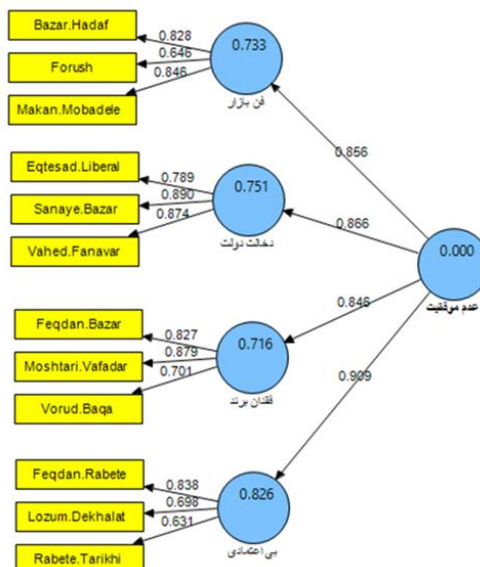 Bazar.Hadaf
0.828
0.733
Forush
0.646
Makan.Mobadele
0.846
فن بازار
0.856
Eqtesad.Liberal
0.789
0.751
Sanaye.Bazar
0.890
Vahed.Fanavar
0.874
دخالت دولت
0.866
0.000
عدم موفقیت
Feqdan.Bazar
0.827
0.716
Moshtari.Vafadar
0.879
Vorud.Baqa
0.701
فقدان برند
0.846
Feqdan.Rabete
0.838
0.826
Lozum.Dekhalat
0.698
Rabete.Tarikhi
0.631
بی اعتمادی
0.909